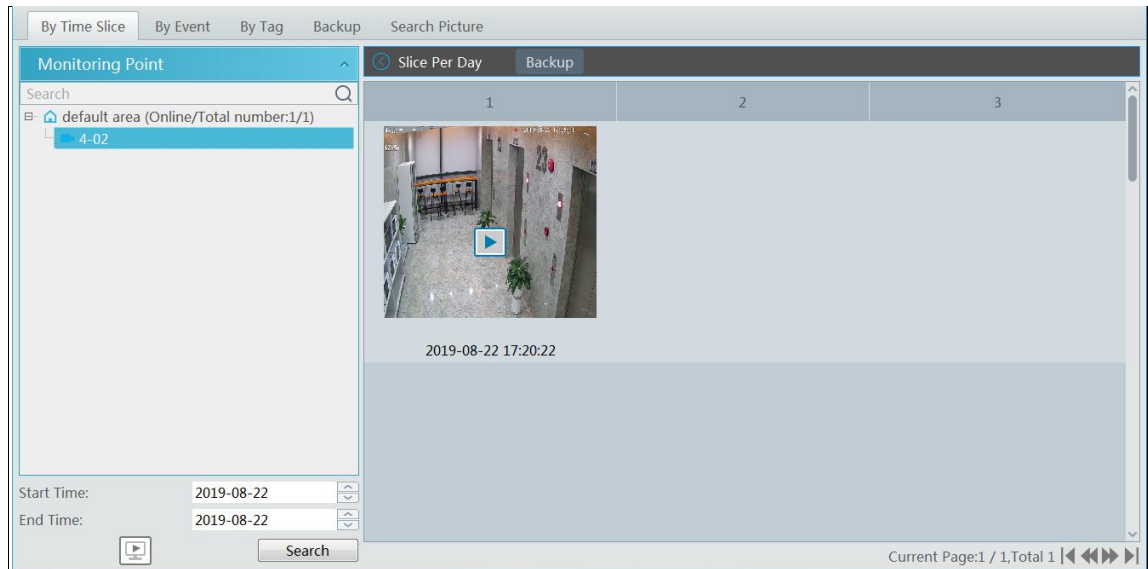 By Time Slice By Event By Tag Backup Search Picture
Monitoring Point
Slice Per Day Backup
Search
1 2 3
default area (Online/Total number:1/1)
4-02
23
2019-08-22 17:20:22
Start Time: 2019-08-22
End Time: 2019-08-22
Search
Current Page:1 / 1,Total 1